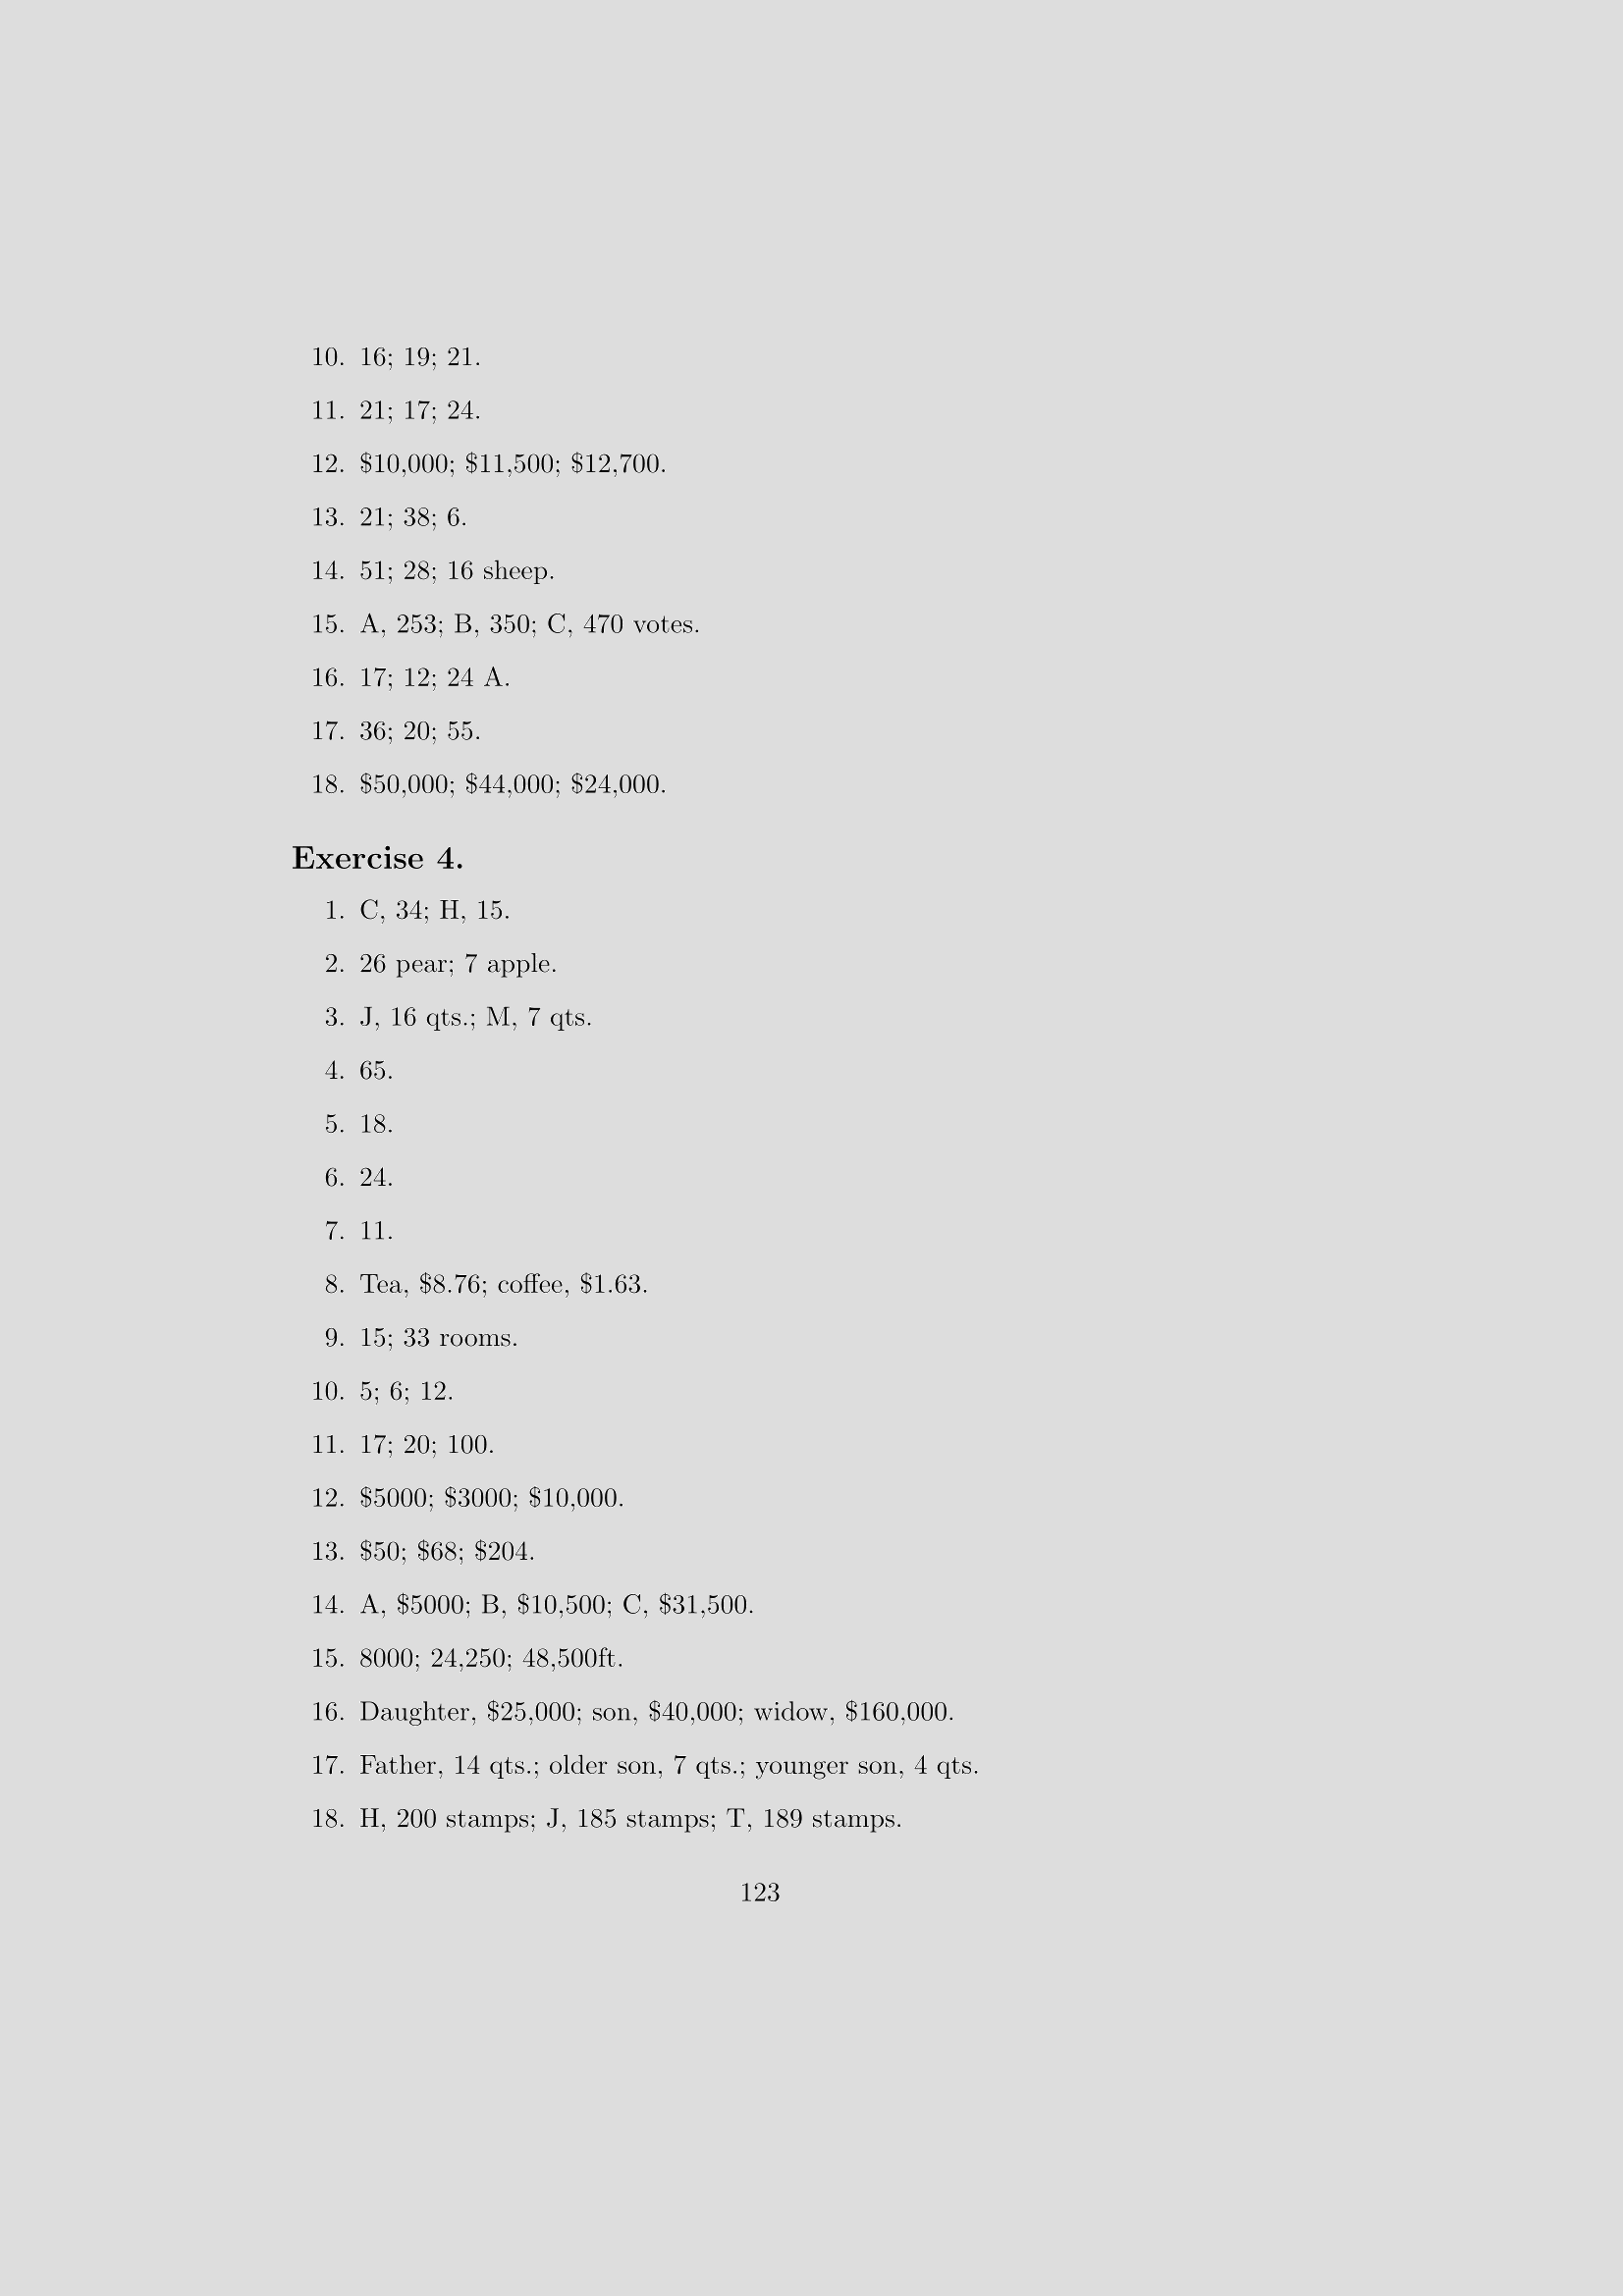 10. 16; 19; 21.
11. 21; 17; 24.
12. $10,000; $11,500; $12,700.
13. 21; 38; 6.
14. 51; 28; 16 sheep.
15. A, 253; B, 350; C, 470 votes.
16. 17; 12; 24 A.
17. 36; 20; 55.
18. $50,000; $44,000; $24,000.
Exercise 4.
1. C, 34; H, 15.
2. 26 pear; 7 apple.
3. J, 16 qts.; M, 7 qts.
4. 65.
5. 18.
6. 24.
7. 11.
8. Tea, $8.76; coffee, $1.63.
9. 15; 33 rooms.
10. 5; 6; 12.
11. 17; 20; 100.
12. $5000; $3000; $10,000.
13. $50; $68; $204.
14. A, $5000; B, $10,500; C, $31,500.
15. 8000; 24,250; 48,500ft.
16. Daughter, $25,000; son, $40,000; widow, $160,000.
17. Father, 14 qts.; older son, 7 qts.; younger son, 4 qts.
18. H, 200 stamps; J, 185 stamps; T, 189 stamps.
123